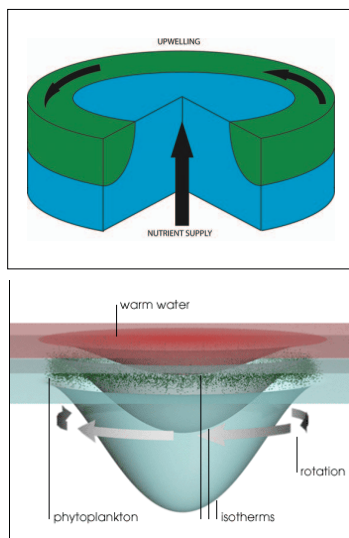 UPWELLING
NUTRIENT SUPPLY
warm water
rotation
phytoplankton
isotherms